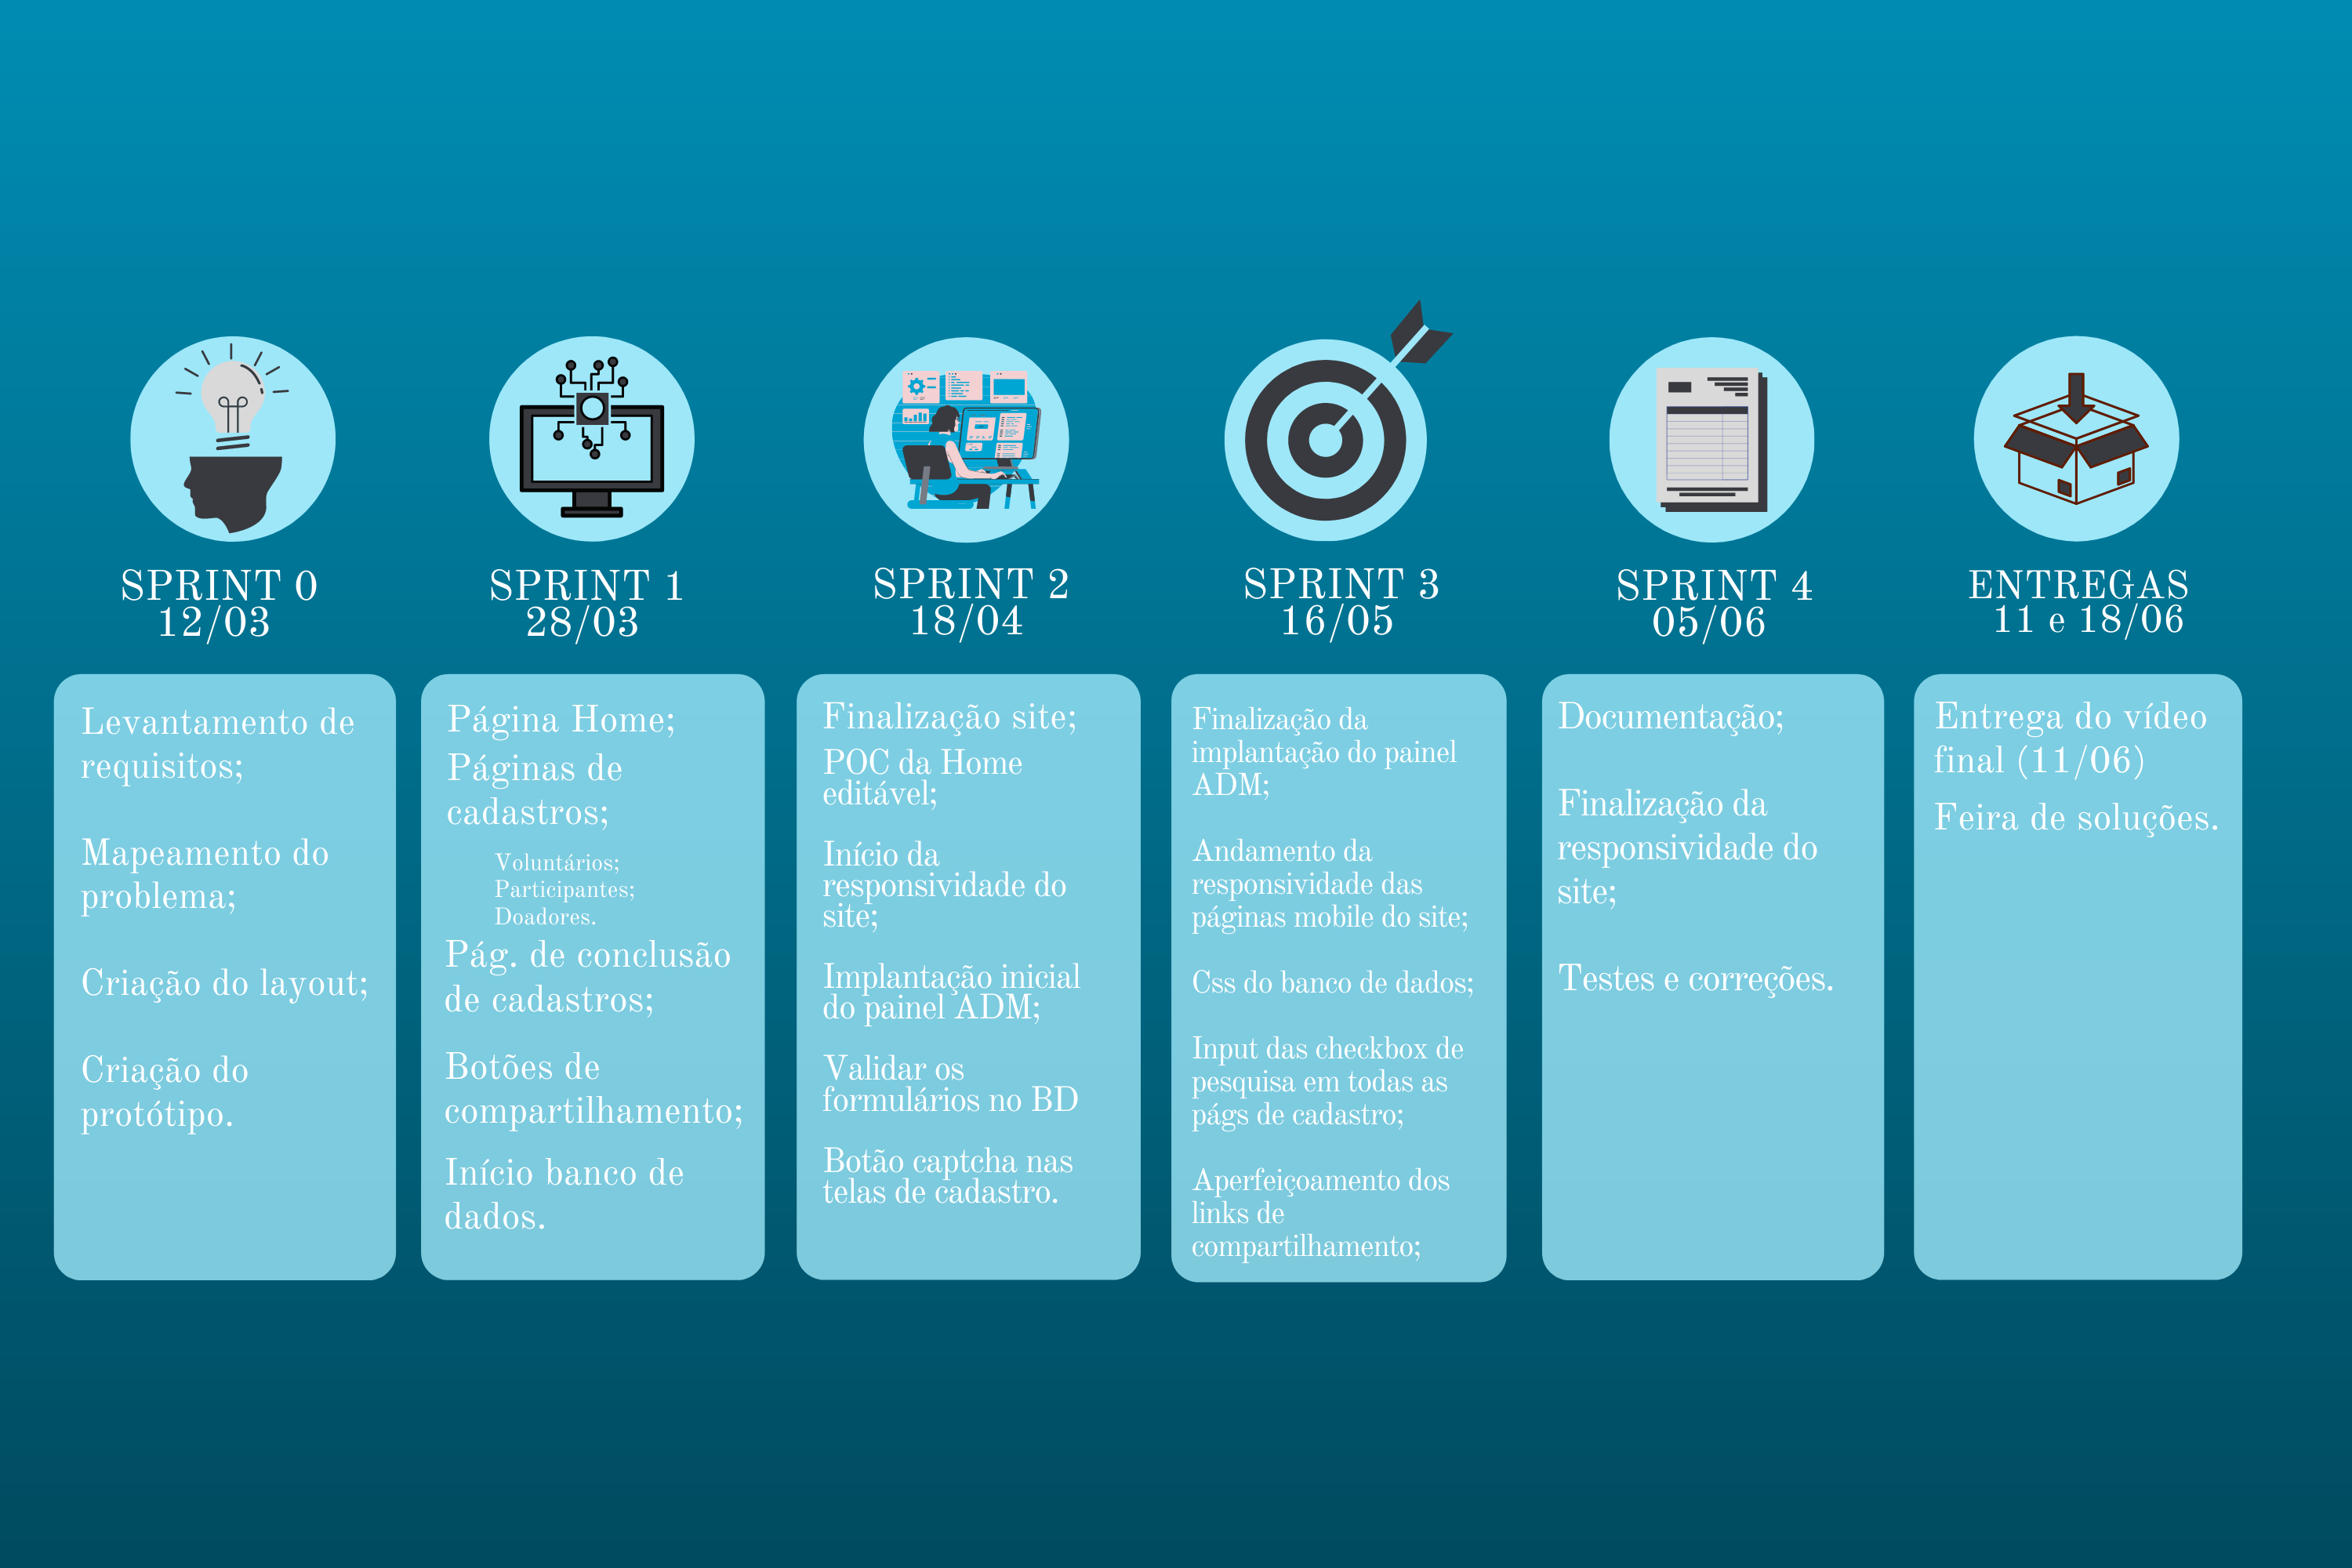 SPRINT 0
12/03
Levantamento de
requisitos;
Mapeamento do
problema;
Criação do layout;
Criação do
protótipo.
SPRINT 1
28/03
Página Home;
Páginas de
cadastros;
Voluntários;
Participantes;
Doadores.
Pág. de conclusão
de cadastros;
Botões de
compartilhamento;
Início banco de
dados.
SPRINT 2
18/04
Finalização site;
POC da Home
editável;
Início da
responsividade do
site;
Implantação inicial
do painel ADM;
Validar os
formulários no BD
Botão captcha nas
telas de cadastro.
SPRINT 3
16/05
Finalização da
implantação do painel
ADM;
Andamento da
responsividade das
páginas mobile do site;
Css do banco de dados;
Input das checkbox de
pesquisa em todas as
págs de cadastro;
Aperfeiçoamento dos
links de
compartilhamento;
SPRINT 4
05/06
Documentação;
Finalização da
responsividade do
site;
Testes e correções.
ENTREGAS
11 e 18/06
Entrega do vídeo
final (11/06)
Feira de soluções.